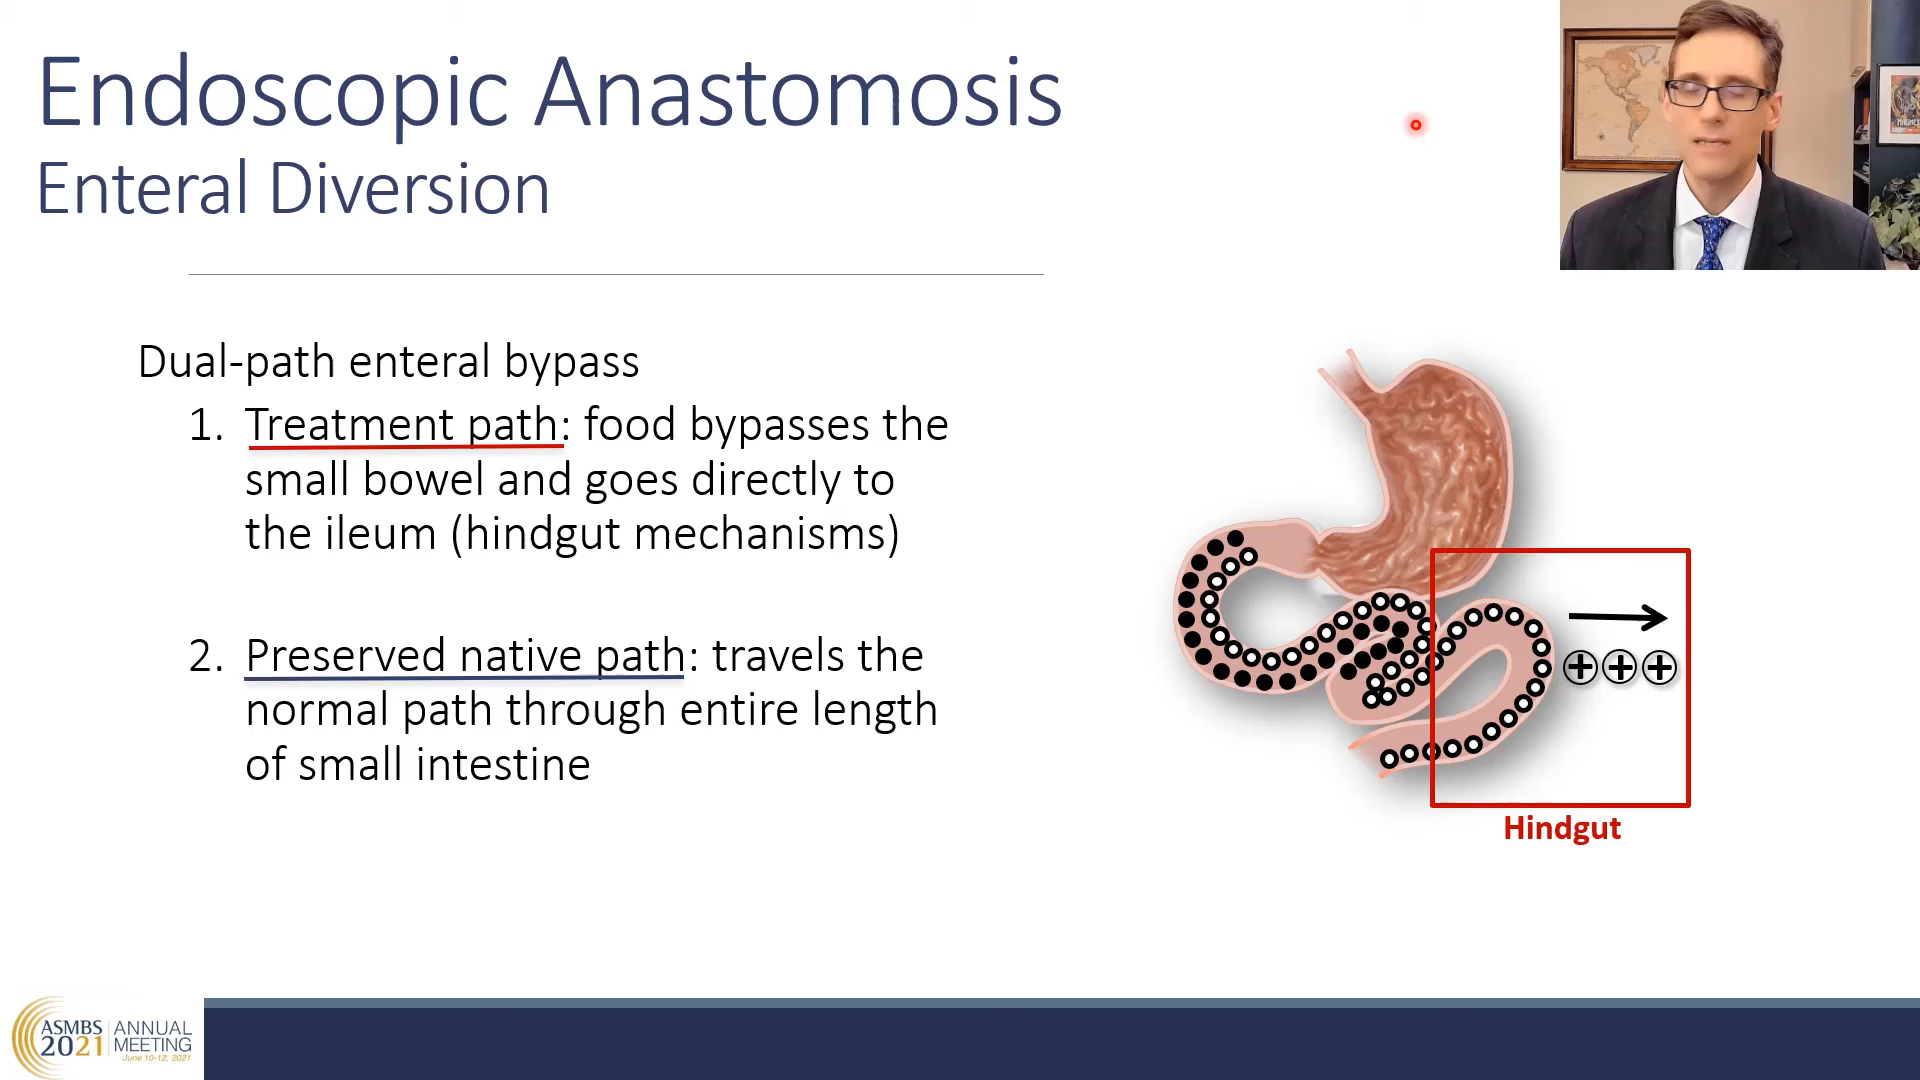 Endoscopic Anastomosis
Enteral Diversion
Dual-path enteral bypass
1. Treatment path: food bypasses the
small bowel and goes directly to
the ileum (hindgut mechanisms)
2. Preserved native path: travels the
normal path through entire length
of small intestine
Hindgut
ASMBS
2021
ANNUAL
MEETING
June 10-12, 2021